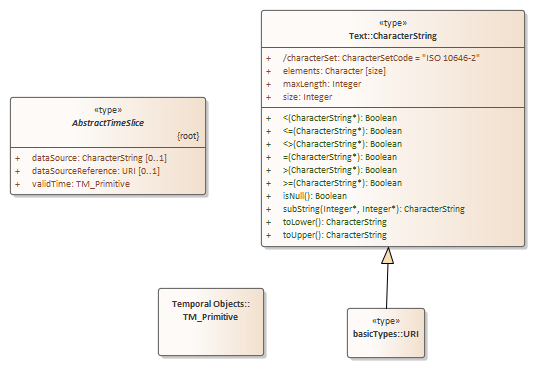 «type»
Text::CharacterString
+ /characterSet: CharacterSetCode = "ISO 10646-2"
+ elements: Character [size]
+ maxLength: Integer
+ size: Integer
+ <(CharacterString*): Boolean
+ <=(CharacterString*): Boolean
+ <>(CharacterString*): Boolean
+ =(CharacterString*): Boolean
+ >(CharacterString*): Boolean
+ >=(CharacterString*): Boolean
+ isNull(): Boolean
+ subString(Integer*, Integer*): CharacterString
+ toLower(): CharacterString
+ toUpper(): CharacterString
«type»
AbstractTimeSlice
{root}
+ dataSource: CharacterString [0..1]
+ dataSourceReference: URI [0..1]
+ validTime: TM_Primitive
Temporal Objects::
TM_Primitive
«type»
basicTypes::URI